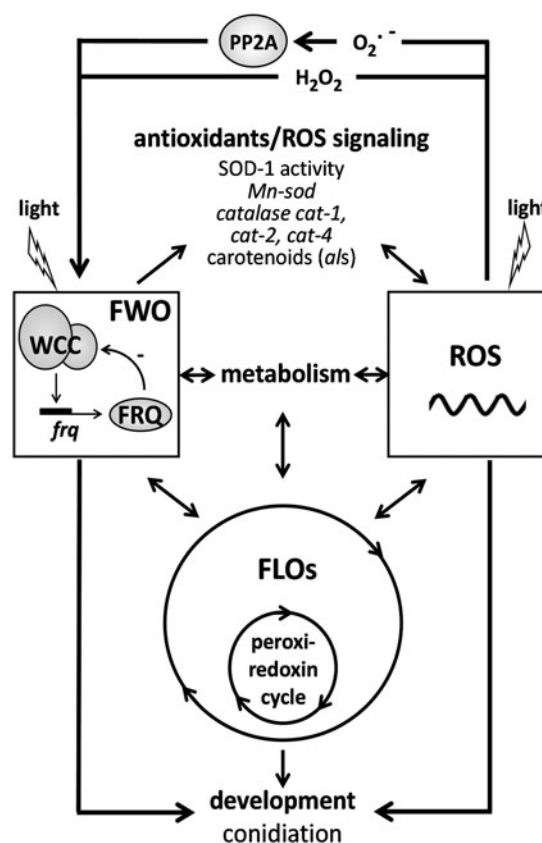 PP2A
O₂·⁻
H₂O₂
antioxidants/ROS signaling
SOD-1 activity
Mn-sod
catalase cat-1,
cat-2, cat-4
carotenoids (als)
light
light
FWO
WCC
-
frq
FRQ
metabolism
ROS
FLOs
peroxi-
redoxin
cycle
development
conidiation